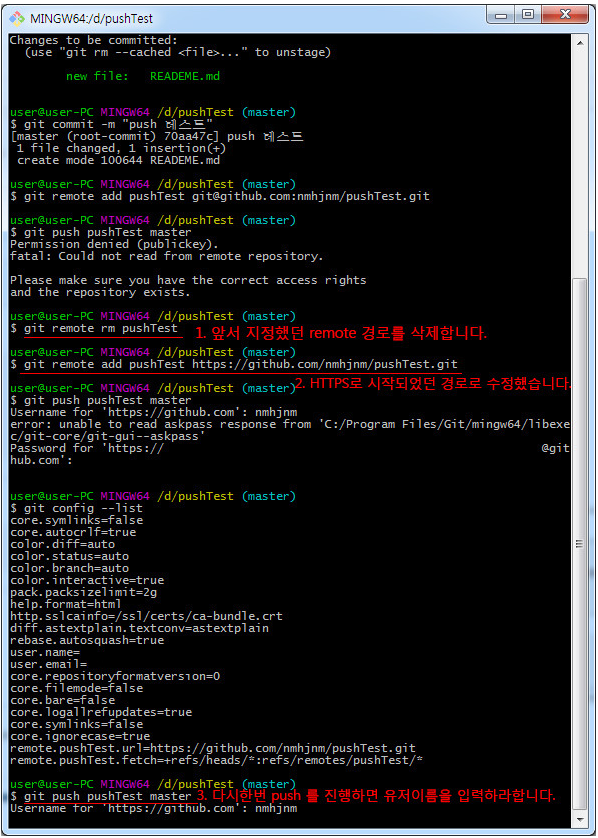 MINGW64:/d/pushTest
Changes to be committed:
(use "git rm --cached <file>..." to unstage)
new file:   READEME.md
user@user-PC MINGW64 /d/pushTest (master)
$ git commit -m "push 테스트"
[master (root-commit) 70aa47c] push 테스트
1 file changed, 1 insertion(+)
create mode 100644 READEME.md
user@user-PC MINGW64 /d/pushTest (master)
$ git remote add pushTest git@github.com:nmhjnm/pushTest.git
user@user-PC MINGW64 /d/pushTest (master)
$ git push pushTest master
Permission denied (publickey).
fatal: Could not read from remote repository.
Please make sure you have the correct access rights
and the repository exists.
user@user-PC MINGW64 /d/pushTest (master)
$ git remote rm pushTest 1. 앞서 지정했던 remote 경로를 삭제합니다.
user@user-PC MINGW64 /d/pushTest (master)
$ git remote add pushTest https://github.com/nmhjnm/pushTest.git
2. HTTPS로 시작되었던 경로로 수정했습니다.
user@user-PC MINGW64 /d/pushTest (master)
$ git push pushTest master
Username for 'https://github.com': nmhjnm
error: unable to read askpass response from 'C:/Program Files/Git/mingw64/libexe
c/git-core/git-gui--askpass'
Password for 'https:// @git
hub.com':
user@user-PC MINGW64 /d/pushTest (master)
$ git config --list
core.symlinks=false
core.autocrlf=true
color.diff=auto
color.status=auto
color.branch=auto
color.interactive=true
pack.packsizelimit=2g
help.format=html
http.sslcainfo=/ssl/certs/ca-bundle.crt
diff.astextplain.textconv=astextplain
rebase.autosquash=true
user.name=
user.email=
core.repositoryformatversion=0
core.filemode=false
core.bare=false
core.logallrefupdates=true
core.symlinks=false
core.ignorecase=true
remote.pushTest.url=https://github.com/nmhjnm/pushTest.git
remote.pushTest.fetch=+refs/heads/*:refs/remotes/pushTest/*
user@user-PC MINGW64 /d/pushTest (master)
$ git push pushTest master 3. 다시한번 push 를 진행하면 유저이름을 입력하라합니다.
Username for 'https://github.com': nmhjnm